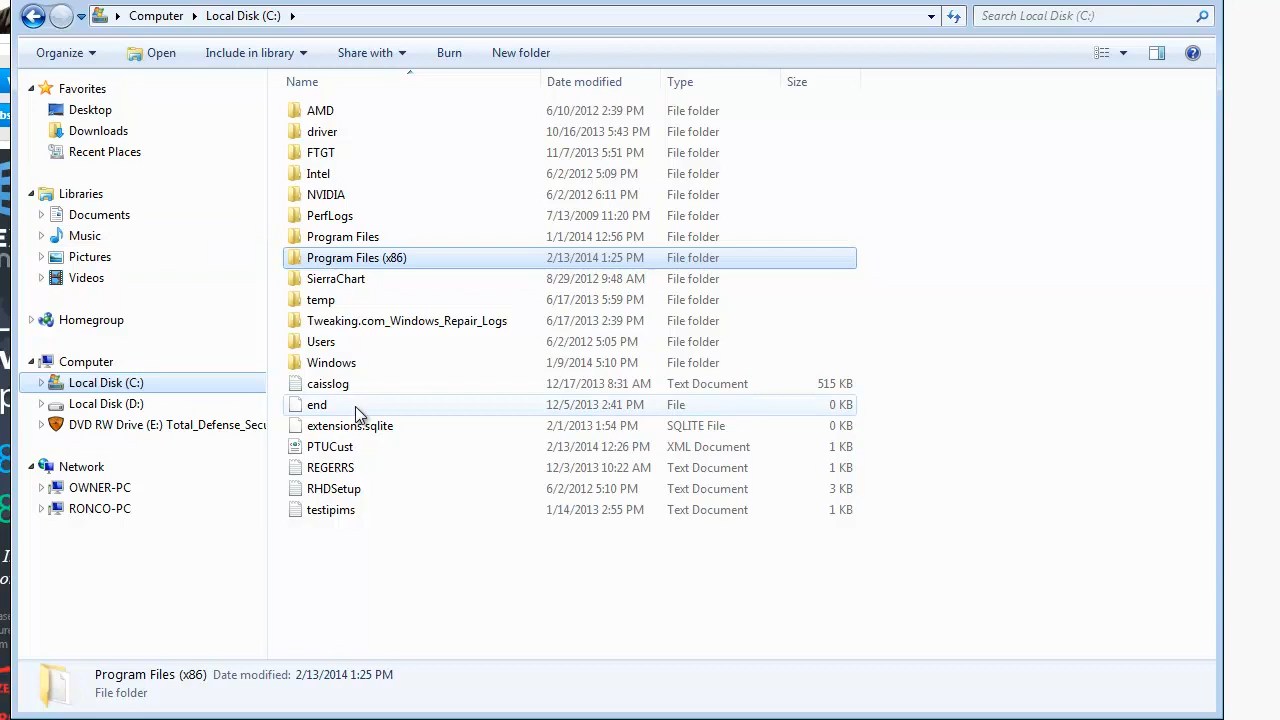 Computer Local Disk (C:) Search Local Disk (C:)
Organize Open Include in library Share with Burn New folder
Name Date modified Type Size
Favorites
Desktop
Downloads
Recent Places
Libraries
Documents
Music
Pictures
Videos
Homegroup
Computer
Local Disk (C:)
Local Disk (D:)
DVD RW Drive (E:) Total_Defense_Secu
Network
OWNER-PC
RONCO-PC
AMD 6/10/2012 2:39 PM File folder
driver 10/16/2013 5:43 PM File folder
FTGT 11/7/2013 5:51 PM File folder
Intel 6/2/2012 5:09 PM File folder
NVIDIA 6/2/2012 6:11 PM File folder
PerfLogs 7/13/2009 11:20 PM File folder
Program Files 1/1/2014 12:56 PM File folder
Program Files (x86) 2/13/2014 1:25 PM File folder
SierraChart 8/29/2012 9:48 AM File folder
temp 6/17/2013 5:59 PM File folder
Tweaking.com_Windows_Repair_Logs 6/17/2013 2:39 PM File folder
Users 6/2/2012 5:05 PM File folder
Windows 1/9/2014 5:10 PM File folder
caisslog 12/17/2013 8:31 AM Text Document 515 KB
end 12/5/2013 2:41 PM File 0 KB
extensions.sqlite 2/1/2013 1:54 PM SQLITE File 0 KB
PTUCust 2/13/2014 12:26 PM XML Document 1 KB
REGERRS 12/3/2013 10:22 AM Text Document 1 KB
RHDSetup 6/2/2012 5:10 PM Text Document 3 KB
testipims 1/14/2013 2:55 PM Text Document 1 KB
Program Files (x86) Date modified: 2/13/2014 1:25 PM
File folder